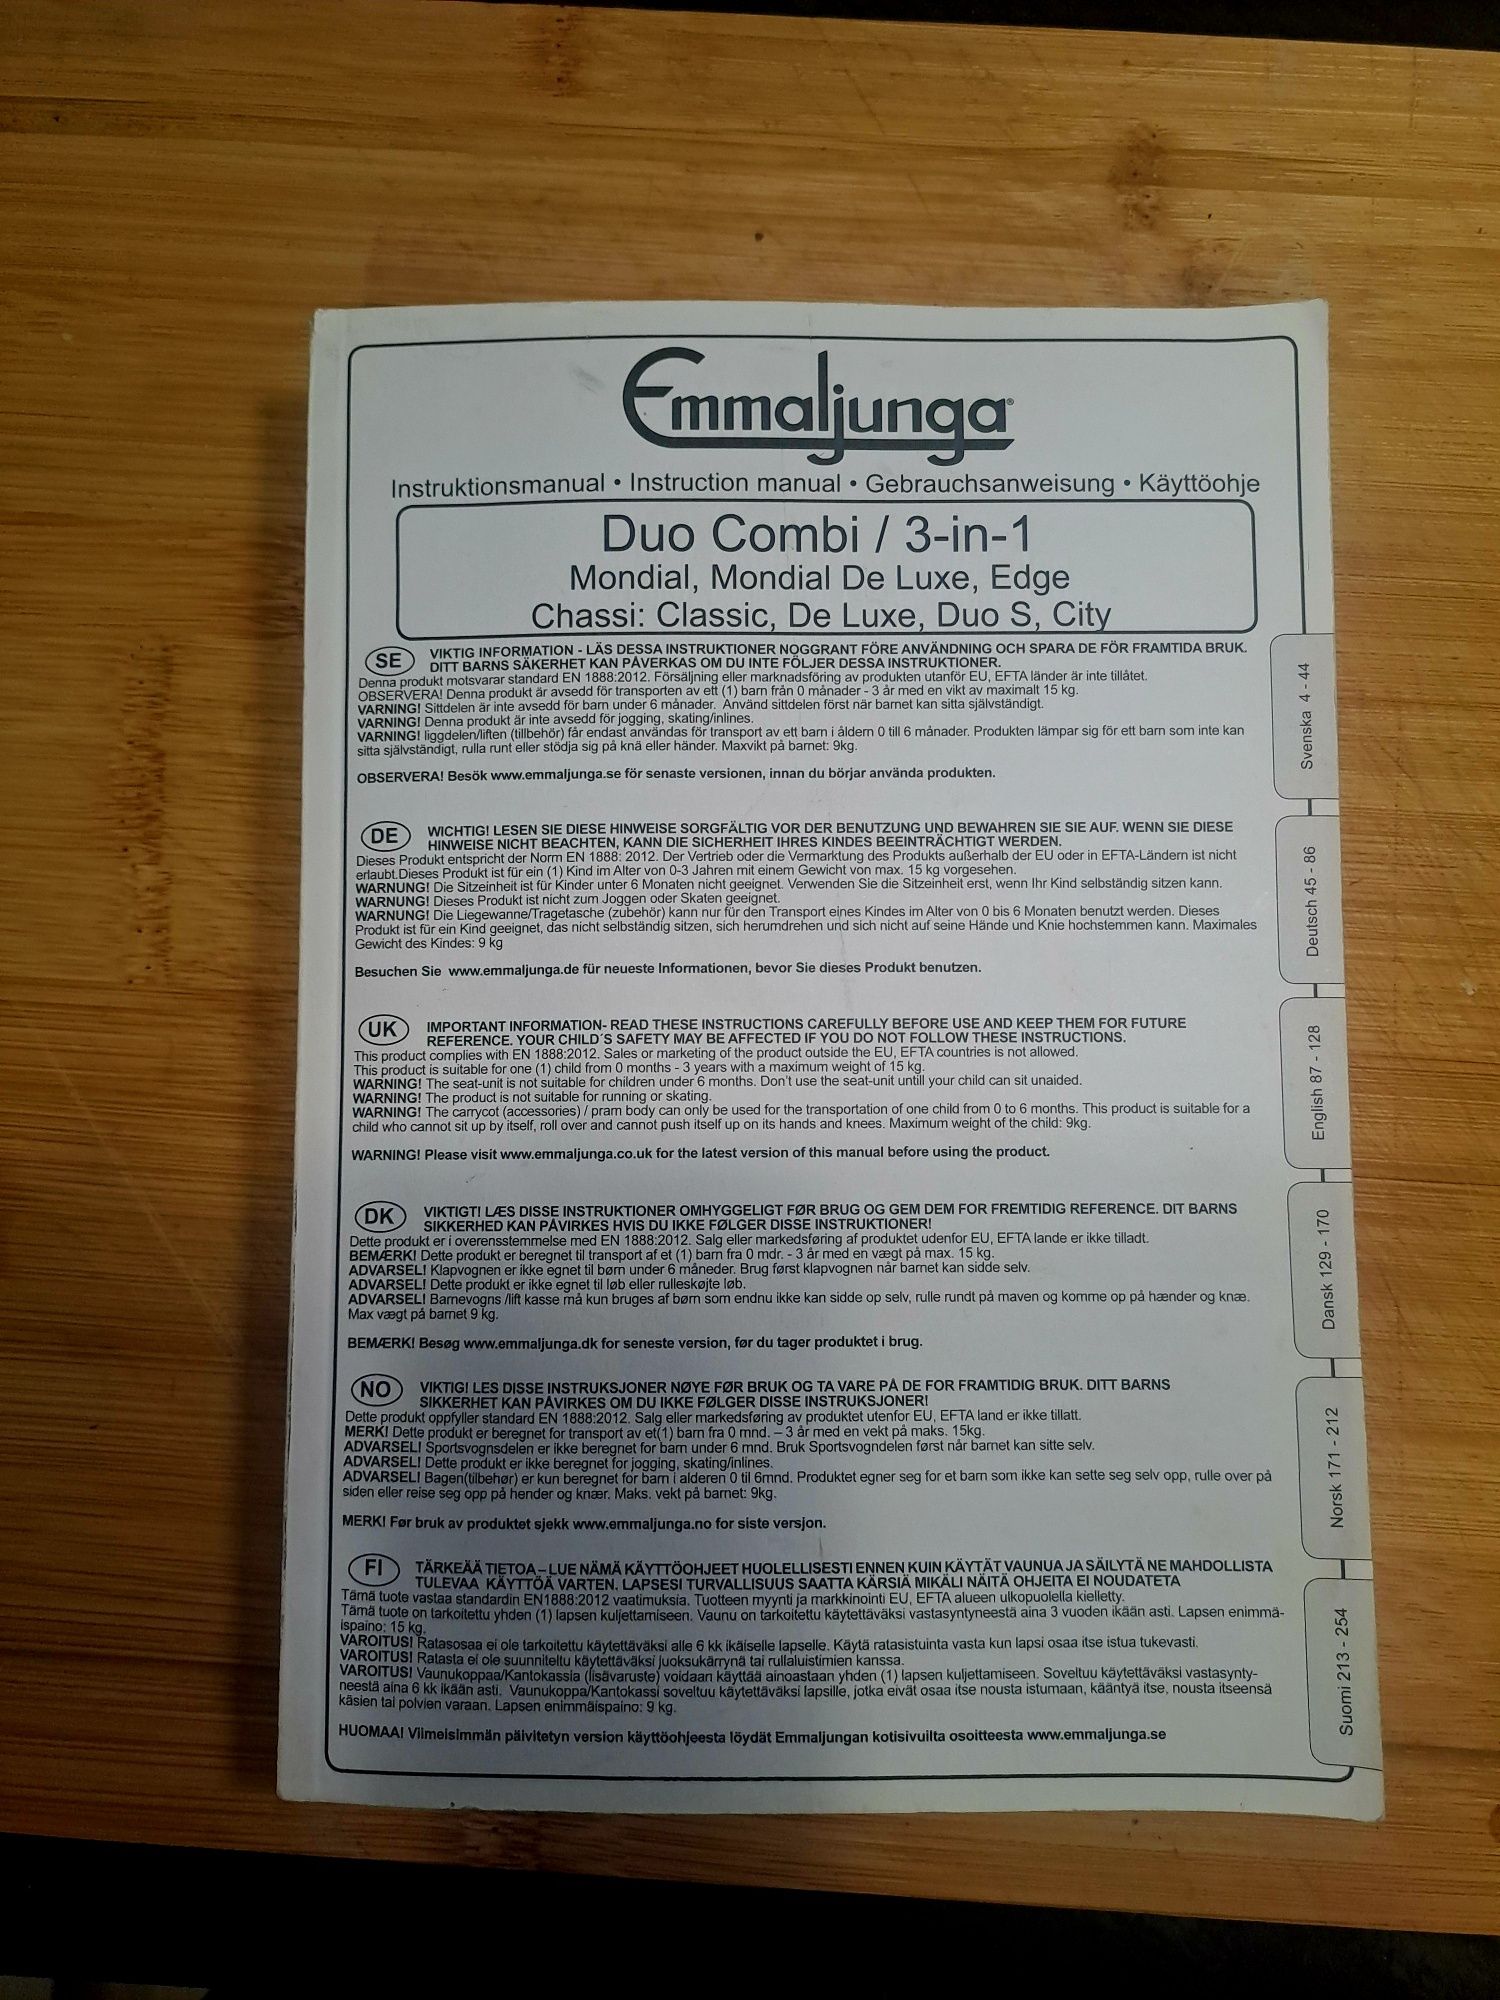 Emmaljunga®
Instruktionsmanual • Instruction manual • Gebrauchsanweisung • Käyttöohje
Duo Combi / 3-in-1
Mondial, Mondial De Luxe, Edge
Chassi: Classic, De Luxe, Duo S, City
SE VIKTIG INFORMATION - LÄS DESSA INSTRUKTIONER NOGGRANT FÖRE ANVÄNDNING OCH SPARA DE FÖR FRAMTIDA BRUK.
DITT BARNS SÄKERHET KAN PÅVERKAS OM DU INTE FÖLJER DESSA INSTRUKTIONER.
Denna produkt motsvarar standard EN 1888:2012. Försäljning eller marknadsföring av produkten utanför EU, EFTA länder är inte tillåtet.
OBSERVERA! Denna produkt är avsedd för transporten av ett (1) barn från 0 månader - 3 år med en vikt av maximalt 15 kg.
VARNING! Sittdelen är inte avsedd för barn under 6 månader. Använd sittdelen först när barnet kan sitta självständigt.
VARNING! Denna produkt är inte avsedd för jogging, skating/inlines.
VARNING! liggdelen/liften (tillbehör) får endast användas för transport av ett barn i åldern 0 till 6 månader. Produkten lämpar sig för ett barn som inte kan
sitta självständigt, rulla runt eller stödja sig på knä eller händer. Maxvikt på barnet: 9kg.
OBSERVERA! Besök www.emmaljunga.se för senaste versionen, innan du börjar använda produkten.
DE WICHTIG! LESEN SIE DIESE HINWEISE SORGFÄLTIG VOR DER BENUTZUNG UND BEWAHREN SIE SIE AUF. WENN SIE DIESE
HINWEISE NICHT BEACHTEN, KANN DIE SICHERHEIT IHRES KINDES BEEINTRÄCHTIGT WERDEN.
Dieses Produkt entspricht der Norm EN 1888: 2012. Der Vertrieb oder die Vermarktung des Produkts außerhalb der EU oder in EFTA-Ländern ist nicht
erlaubt.Dieses Produkt ist für ein (1) Kind im Alter von 0-3 Jahren mit einem Gewicht von max. 15 kg vorgesehen.
WARNUNG! Die Sitzeinheit ist für Kinder unter 6 Monaten nicht geeignet. Verwenden Sie die Sitzeinheit erst, wenn Ihr Kind selbständig sitzen kann.
WARNUNG! Dieses Produkt ist nicht zum Joggen oder Skaten geeignet.
WARNUNG! Die Liegewanne/Tragetasche (zubehör) kann nur für den Transport eines Kindes im Alter von 0 bis 6 Monaten benutzt werden. Dieses
Produkt ist für ein Kind geeignet, das nicht selbständig sitzen, sich herumdrehen und sich nicht auf seine Hände und Knie hochstemmen kann. Maximales
Gewicht des Kindes: 9 kg
Besuchen Sie www.emmaljunga.de für neueste Informationen, bevor Sie dieses Produkt benutzen.
UK IMPORTANT INFORMATION- READ THESE INSTRUCTIONS CAREFULLY BEFORE USE AND KEEP THEM FOR FUTURE
REFERENCE. YOUR CHILD´S SAFETY MAY BE AFFECTED IF YOU DO NOT FOLLOW THESE INSTRUCTIONS.
This product complies with EN 1888:2012. Sales or marketing of the product outside the EU, EFTA countries is not allowed.
This product is suitable for one (1) child from 0 months - 3 years with a maximum weight of 15 kg.
WARNING! The seat-unit is not suitable for children under 6 months. Don't use the seat-unit untill your child can sit unaided.
WARNING! The product is not suitable for running or skating.
WARNING! The carrycot (accessories) / pram body can only be used for the transportation of one child from 0 to 6 months. This product is suitable for a
child who cannot sit up by itself, roll over and cannot push itself up on its hands and knees. Maximum weight of the child: 9kg.
WARNING! Please visit www.emmaljunga.co.uk for the latest version of this manual before using the product.
DK VIKTIGT! LÆS DISSE INSTRUKTIONER OMHYGGELIGT FØR BRUG OG GEM DEM FOR FREMTIDIG REFERENCE. DIT BARNS
SIKKERHED KAN PÅVIRKES HVIS DU IKKE FØLGER DISSE INSTRUKTIONER!
Dette produkt er i overensstemmelse med EN 1888:2012. Salg eller markedsføring af produktet udenfor EU, EFTA lande er ikke tilladt.
BEMÆRK! Dette produkt er beregnet til transport af et (1) barn fra 0 mdr. - 3 år med en vægt på max. 15 kg.
ADVARSEL! Klapvognen er ikke egnet til børn under 6 måneder. Brug først klapvognen når barnet kan sidde selv.
ADVARSEL! Dette produkt er ikke egnet til løb eller rulleskøjte løb.
ADVARSEL! Barnevogns /lift kasse må kun bruges af børn som endnu ikke kan sidde op selv, rulle rundt på maven og komme op på hænder og knæ.
Max vægt på barnet 9 kg.
BEMÆRK! Besøg www.emmaljunga.dk for seneste version, før du tager produktet i brug.
NO VIKTIG! LES DISSE INSTRUKSJONER NØYE FØR BRUK OG TA VARE PÅ DE FOR FRAMTIDIG BRUK. DITT BARNS
SIKKERHET KAN PÅVIRKES OM DU IKKE FØLGER DISSE INSTRUKSJONER!
Dette produkt oppfyller standard EN 1888:2012. Salg eller markedsføring av produktet utenfor EU, EFTA land er ikke tillatt.
MERK! Dette produkt er beregnet for transport av et(1) barn fra 0 mnd. – 3 år med en vekt på maks. 15kg.
ADVARSEL! Sportsvognsdelen er ikke beregnet for barn under 6 mnd. Bruk Sportsvogndelen først når barnet kan sitte selv.
ADVARSEL! Dette produkt er ikke beregnet for jogging, skating/inlines.
ADVARSEL! Bagen(tilbehør) er kun beregnet for barn i alderen 0 til 6mnd. Produktet egner seg for et barn som ikke kan sette seg selv opp, rulle over på
siden eller reise seg opp på hender og knær. Maks. vekt på barnet: 9kg.
MERK! Før bruk av produktet sjekk www.emmaljunga.no for siste versjon.
FI TÄRKEÄÄ TIETOA – LUE NÄMÄ KÄYTTÖOHJEET HUOLELLISESTI ENNEN KUIN KÄYTÄT VAUNUA JA SÄILYTÄ NE MAHDOLLISTA
TULEVAA KÄYTTÖÄ VARTEN. LAPSESI TURVALLISUUS SAATTA KÄRSIÄ MIKÄLI NÄITÄ OHJEITA EI NOUDATETA
Tämä tuote vastaa standardin EN1888:2012 vaatimuksia. Tuotteen myynti ja markkinointi EU, EFTA alueen ulkopuolella kielletty.
Tämä tuote on tarkoitettu yhden (1) lapsen kuljettamiseen. Vaunu on tarkoitettu käytettäväksi vastasyntyneestä aina 3 vuoden ikään asti. Lapsen enimmä-
ispaino: 15 kg.
VAROITUS! Ratasosaa ei ole tarkoitettu käytettäväksi alle 6 kk ikäiselle lapselle. Käytä ratasistuinta vasta kun lapsi osaa itse istua tukevasti.
VAROITUS! Ratasta ei ole suunniteltu käytettäväksi juoksukärrynä tai rullaluistimien kanssa.
VAROITUS! Vaunukoppaa/Kantokassia (lisävaruste) voidaan käyttää ainoastaan yhden (1) lapsen kuljettamiseen. Soveltuu käytettäväksi vastasynty-
neestä aina 6 kk ikään asti. Vaunukoppa/Kantokassi soveltuu käytettäväksi lapsille, jotka eivät osaa itse nousta istumaan, kääntyä itse, nousta itseensä
käsien tai polvien varaan. Lapsen enimmäispaino: 9 kg.
HUOMAA! Viimeisimmän päivitetyn version käyttöohjeesta löydät Emmaljungan kotisivuilta osoitteesta www.emmaljunga.se
Svenska 4 - 44
Deutsch 45 - 86
English 87 - 128
Dansk 129 - 170
Norsk 171 - 212
Suomi 213 - 254